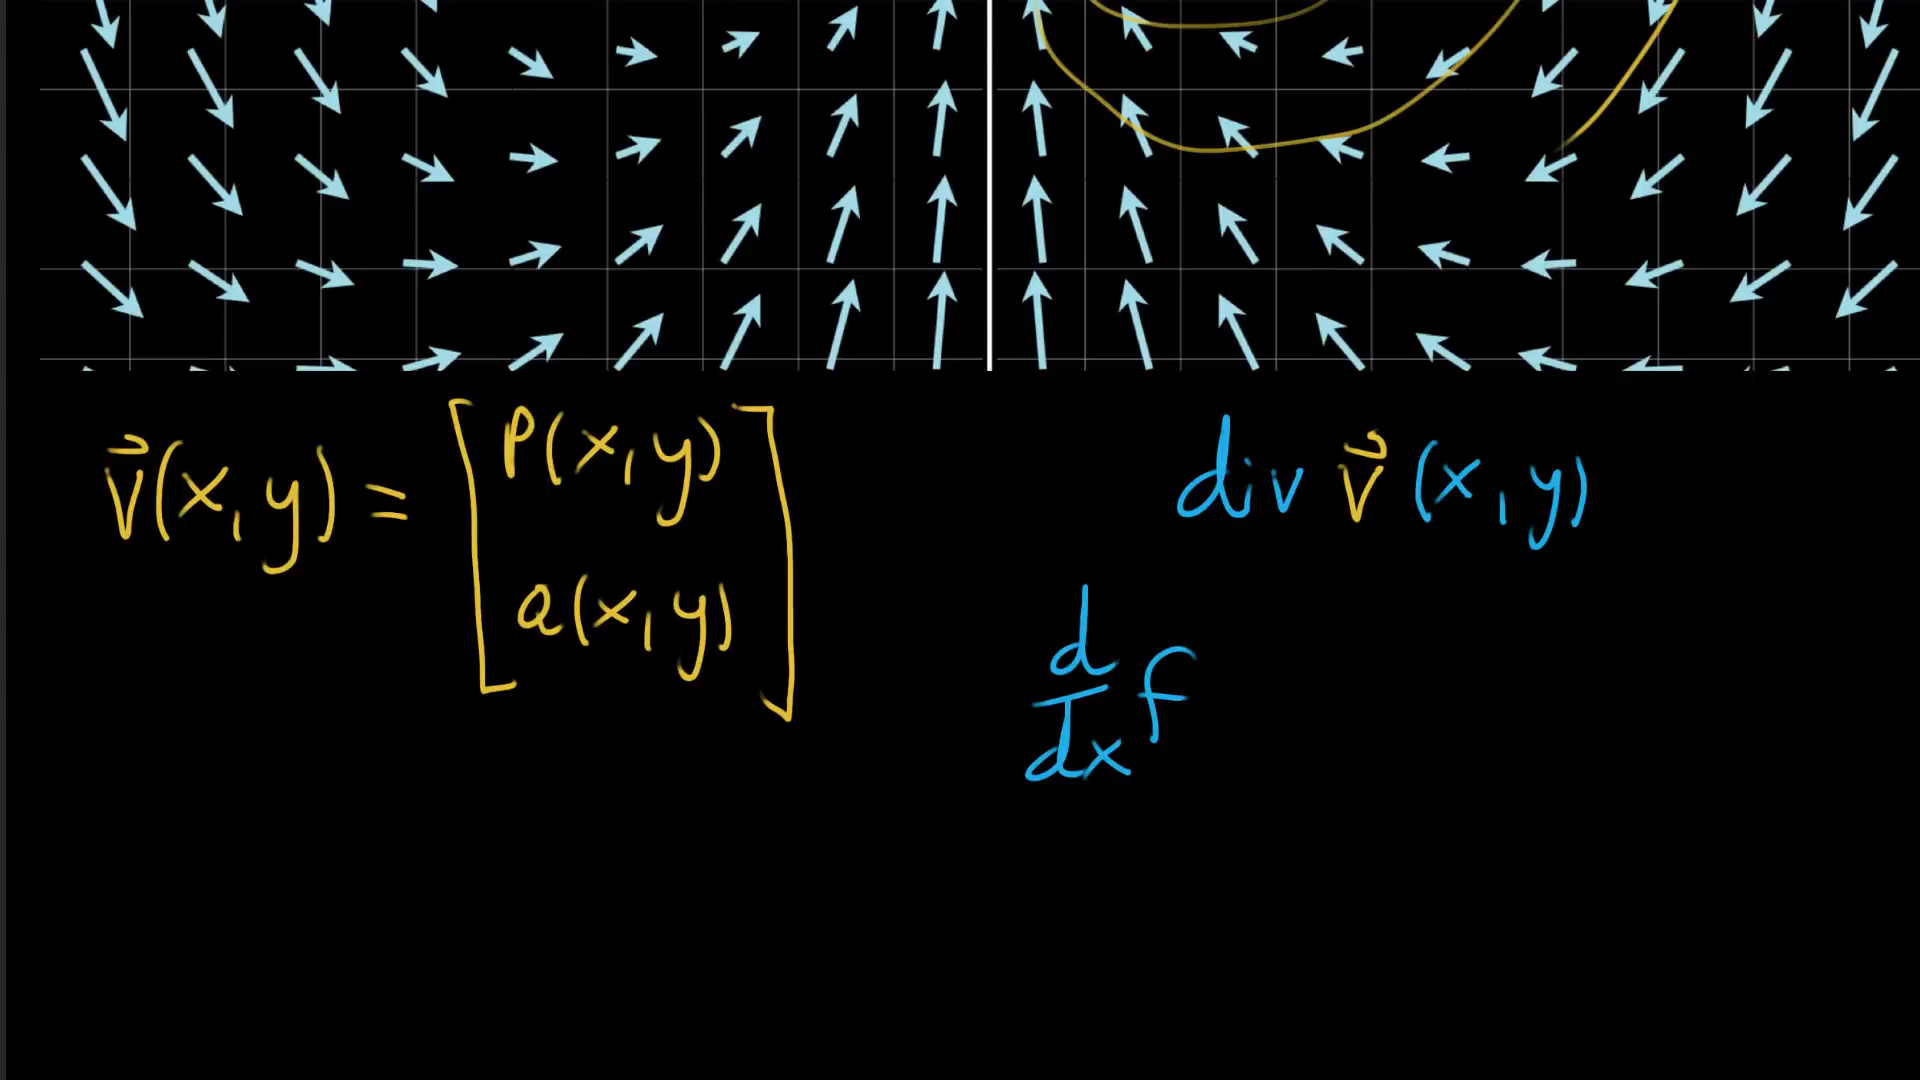 v⃗(x,y) = [P(x,y)
Q(x,y)]
div v⃗ (x,y)
d/dx f